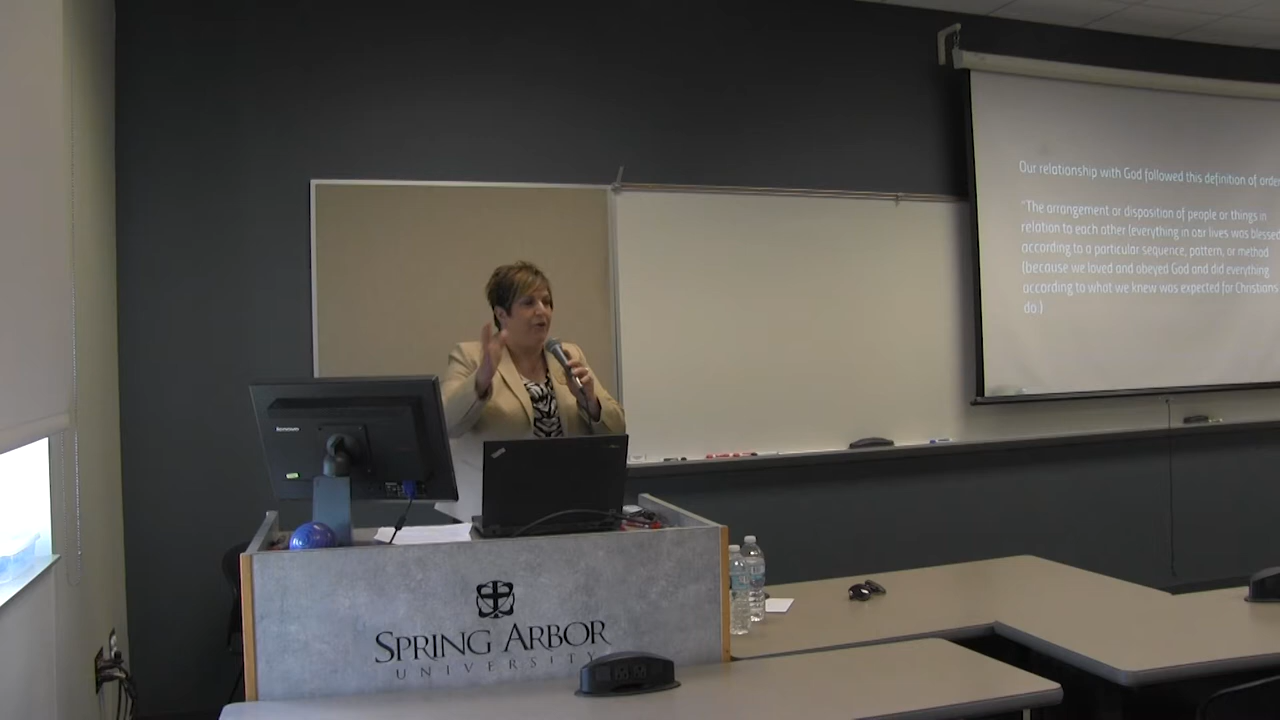 Our relationship with God followed this definition of order
"The arrangement or disposition of people or things in
relation to each other (everything in our lives was blessed
according to a particular sequence, pattern, or method
(because we loved and obeyed God and did everything
according to what we knew was expected for Christians
do.)
lenovo
SPRING ARBOR
UNIVERSITY